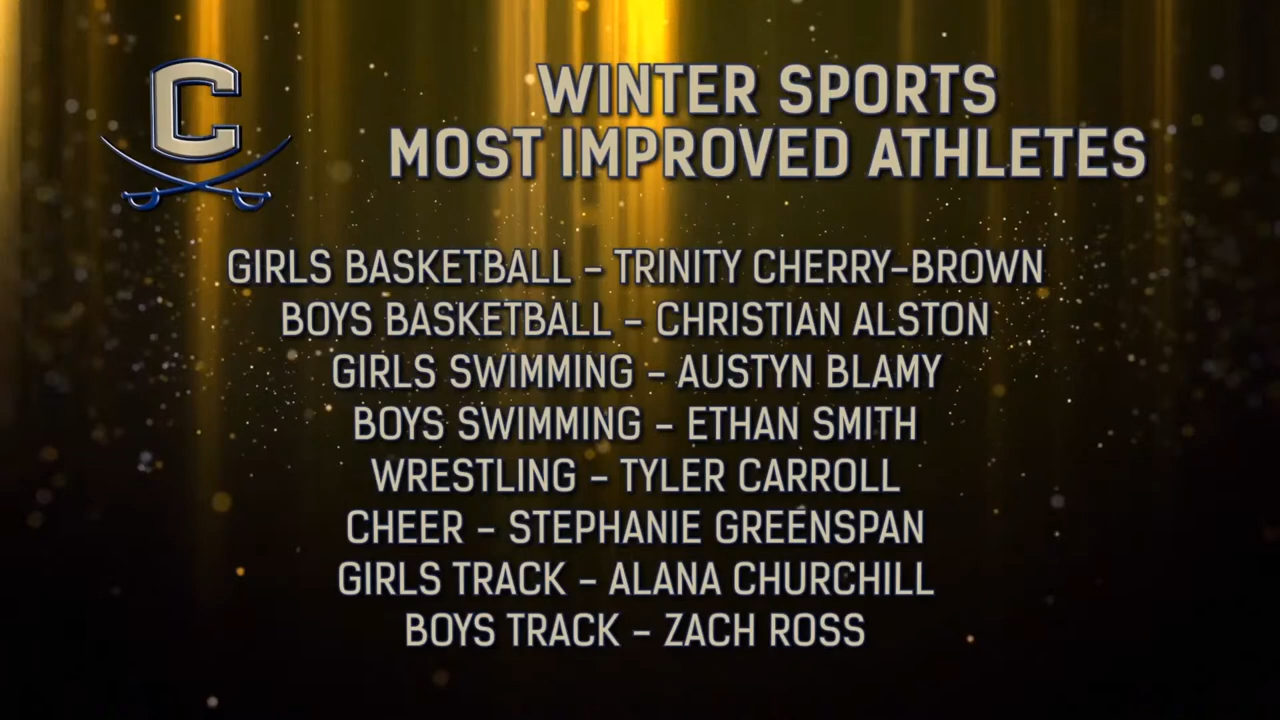 C
WINTER SPORTS
MOST IMPROVED ATHLETES
GIRLS BASKETBALL – TRINITY CHERRY-BROWN
BOYS BASKETBALL – CHRISTIAN ALSTON
GIRLS SWIMMING – AUSTYN BLAMY
BOYS SWIMMING – ETHAN SMITH
WRESTLING – TYLER CARROLL
CHEER – STEPHANIE GREENSPAN
GIRLS TRACK – ALANA CHURCHILL
BOYS TRACK – ZACH ROSS